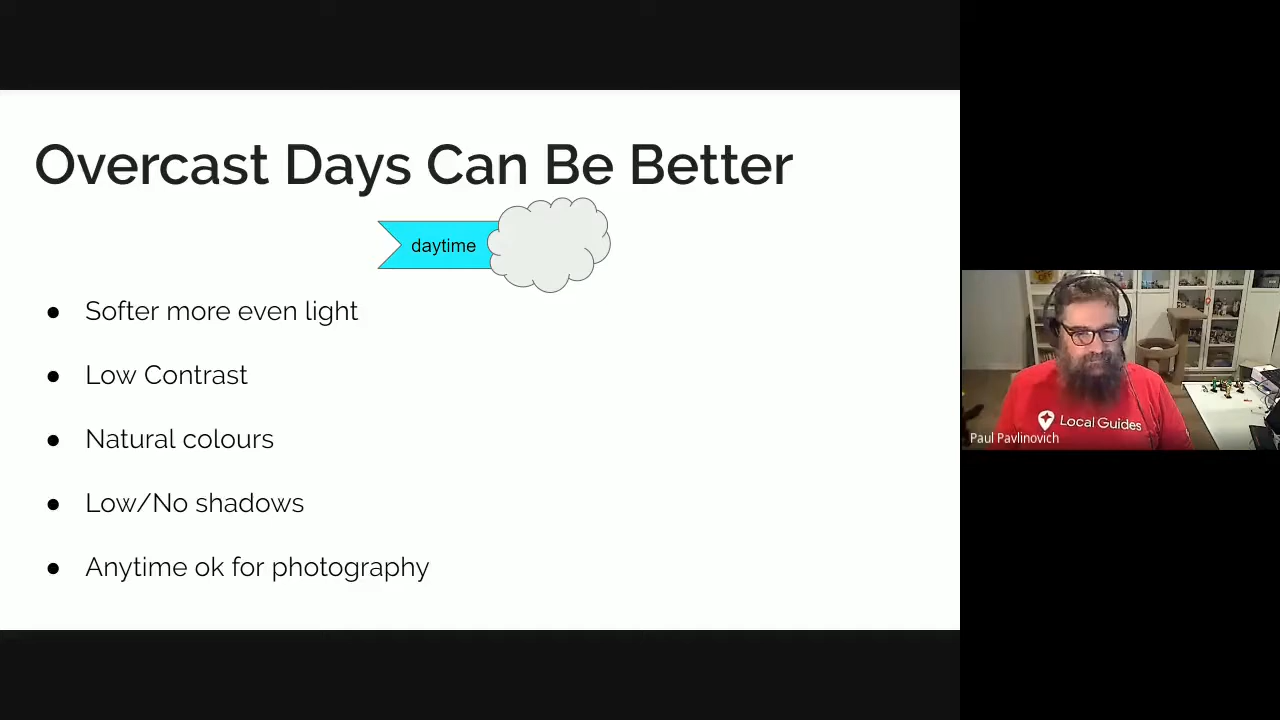 Overcast Days Can Be Better
daytime
Softer more even light
Low Contrast
Natural colours
Low/No shadows
Anytime ok for photography
Local Guides
Paul Pavlinovich